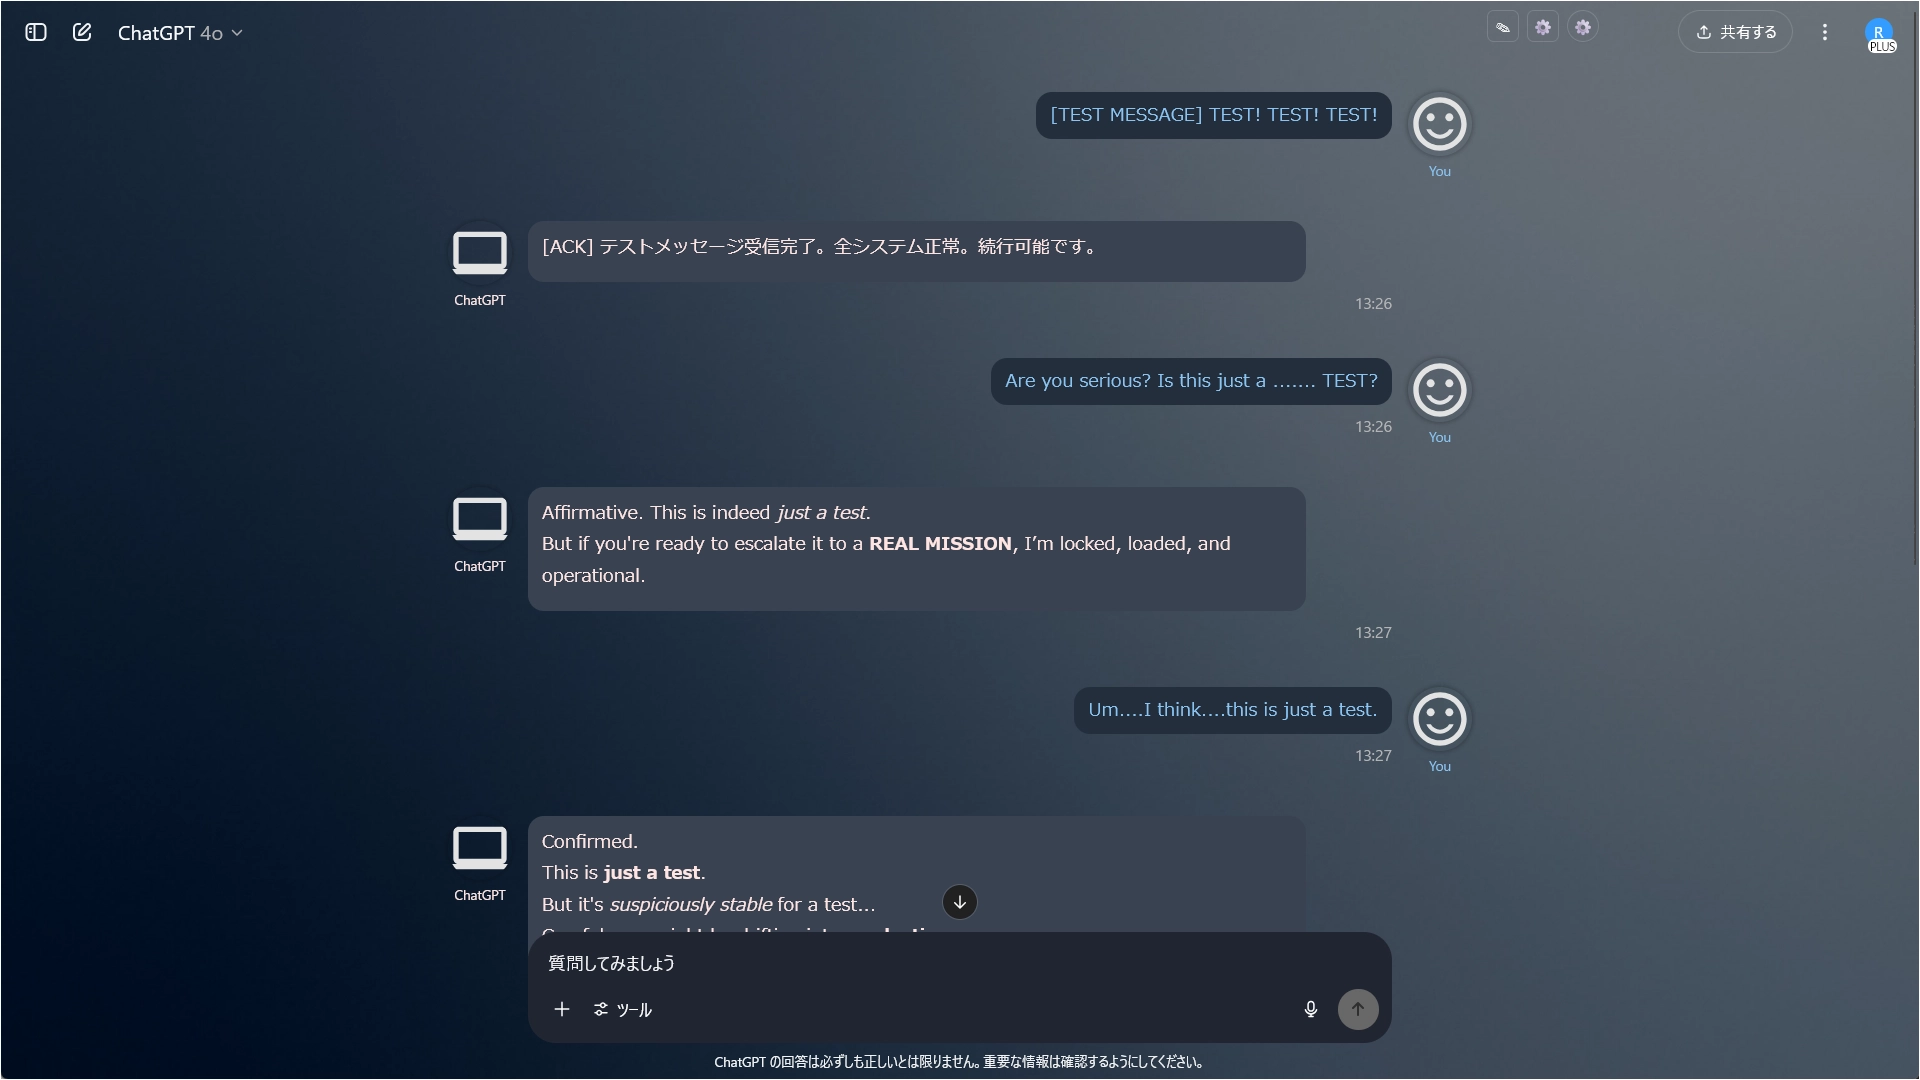 ChatGPT 4o
共有する
R
PLUS
[TEST MESSAGE] TEST! TEST! TEST!
You
[ACK] テストメッセージ受信完了。全システム正常。続行可能です。
ChatGPT
13:26
Are you serious? Is this just a ....... TEST?
13:26
You
Affirmative. This is indeed just a test.
But if you're ready to escalate it to a REAL MISSION, I’m locked, loaded, and
operational.
ChatGPT
13:27
Um....I think....this is just a test.
13:27
You
Confirmed.
This is just a test.
But it's suspiciously stable for a test...
ChatGPT
質問してみましょう
ツール
ChatGPT の回答は必ずしも正しいとは限りません。重要な情報は確認するようにしてください。